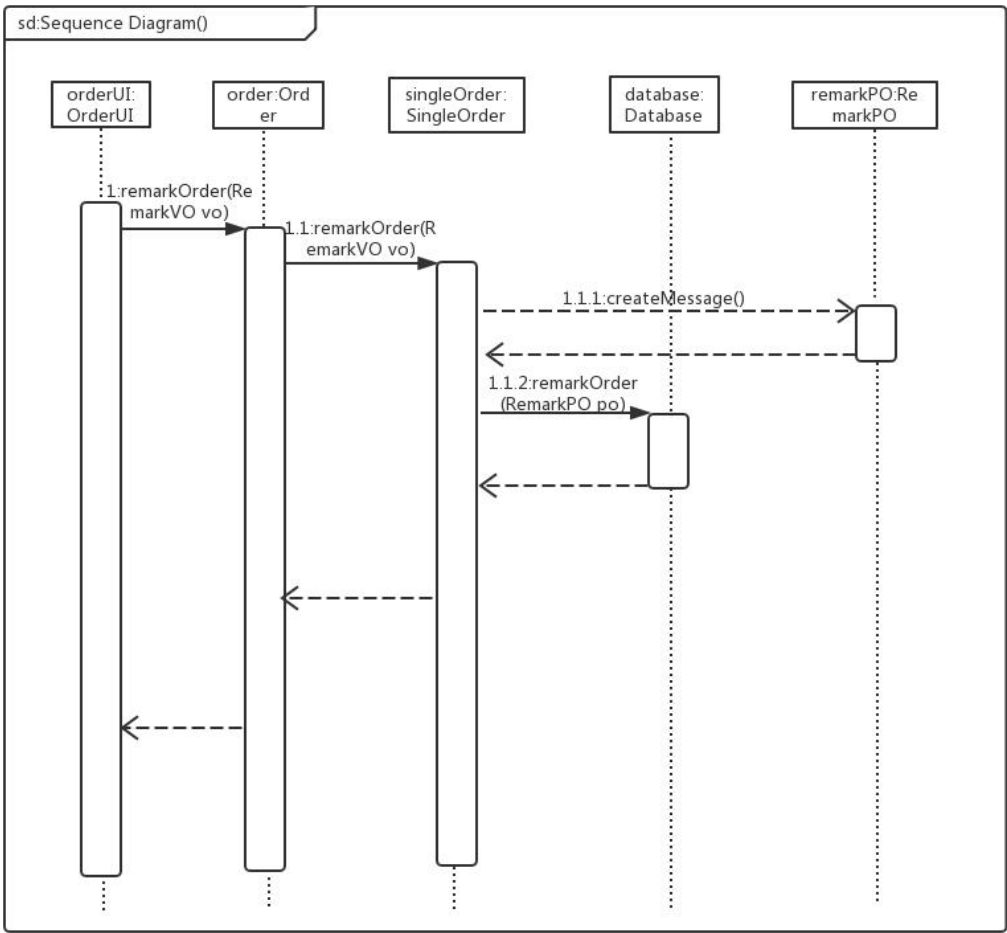 sd:Sequence Diagram()
orderUI:
OrderUI
order:Ord
er
singleOrder:
SingleOrder
database:
Database
remarkPO:Re
markPO
1:remarkOrder(Re
markVO vo)
1.1:remarkOrder(R
emarkVO vo)
1.1.1:createMessage()
1.1.2:remarkOrder
(RemarkPO po)